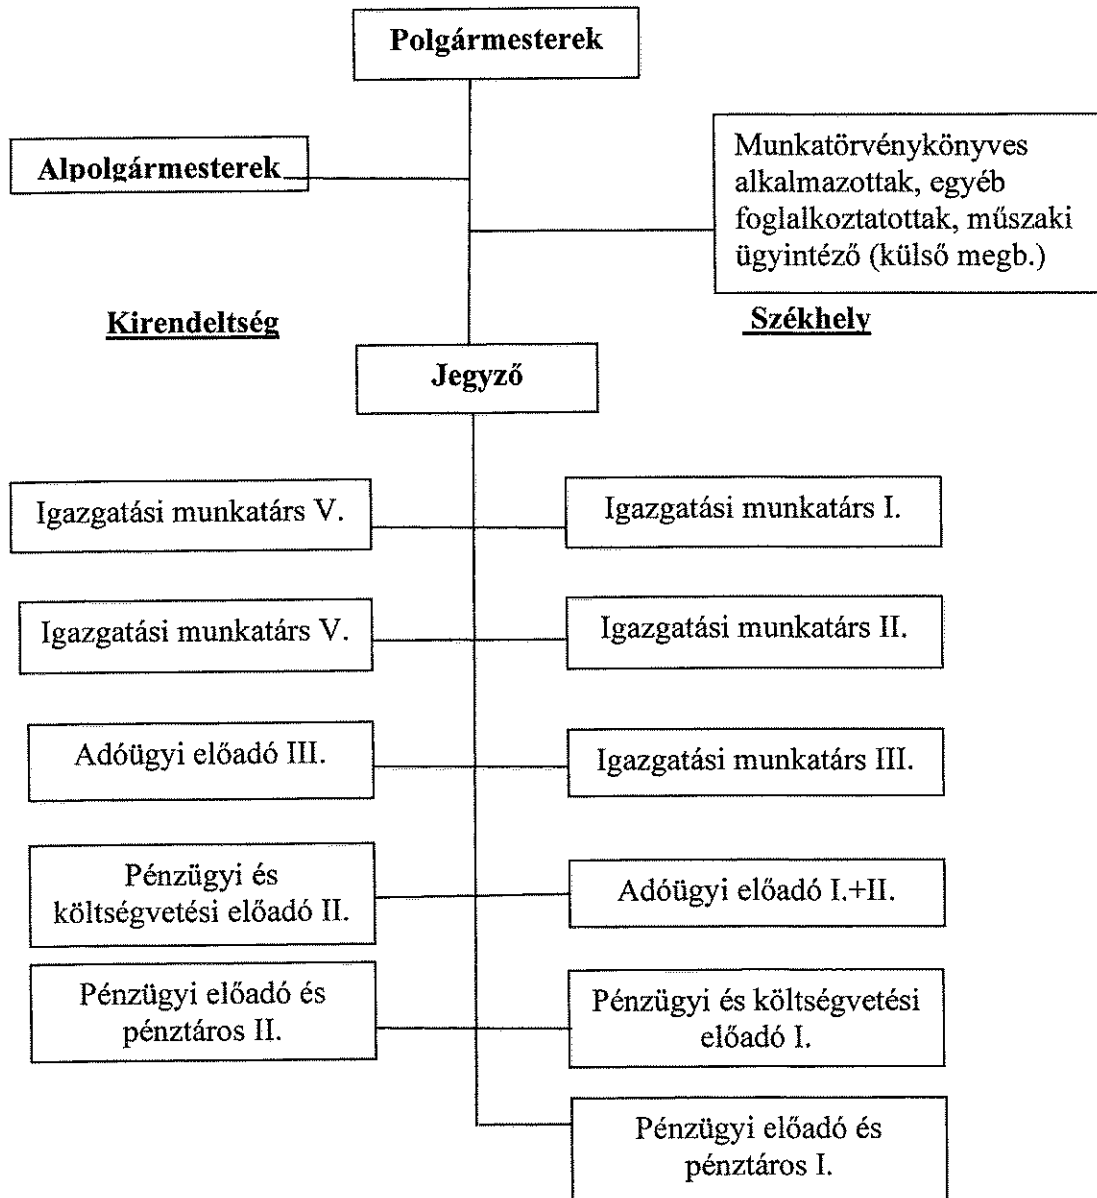 Polgármesterek
Alpolgármesterek
Munkatörvénykönyves
alkalmazottak, egyéb
foglalkoztatottak, műszaki
ügyintéző (külső megb.)
Kirendeltség
Székhely
Jegyző
Igazgatási munkatárs V.
Igazgatási munkatárs I.
Igazgatási munkatárs V.
Igazgatási munkatárs II.
Adóügyi előadó III.
Igazgatási munkatárs III.
Pénzügyi és
költségvetési előadó II.
Adóügyi előadó I.+II.
Pénzügyi előadó és
pénztáros II.
Pénzügyi és költségvetési
előadó I.
Pénzügyi előadó és
pénztáros I.